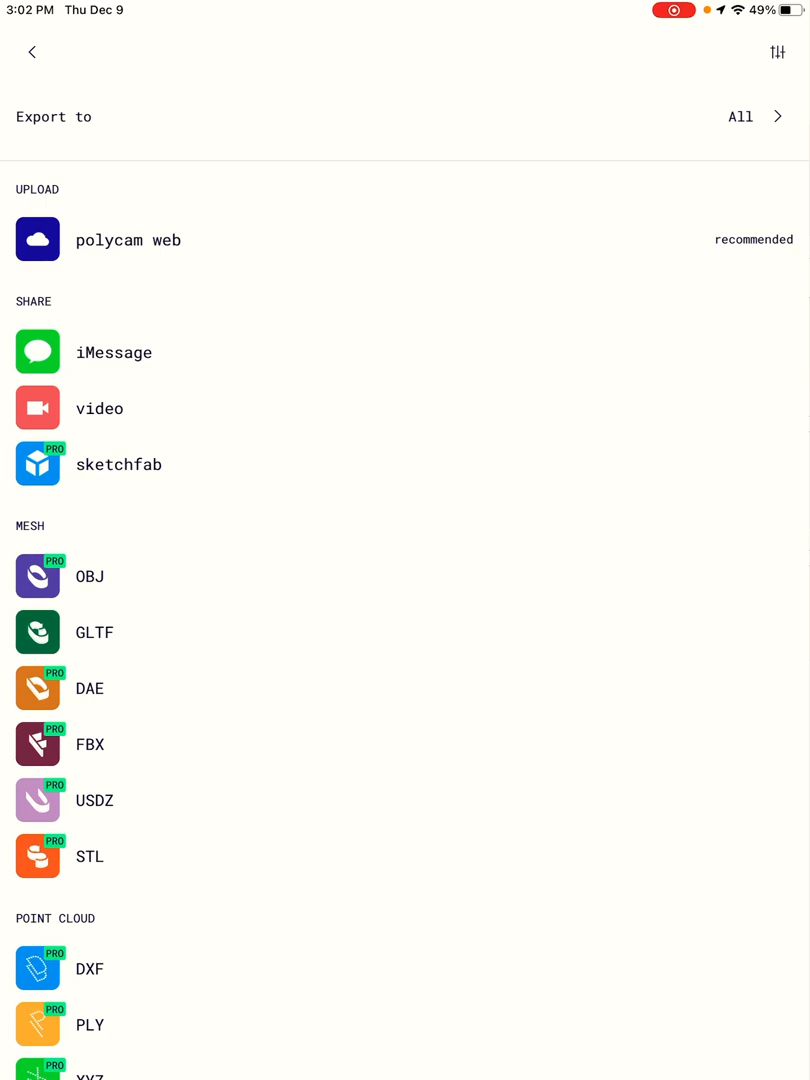 3:02 PM Thu Dec 9 49%
Export to All
UPLOAD
polycam web recommended
SHARE
iMessage
video
PRO
sketchfab
MESH
PRO
OBJ
GLTF
PRO
DAE
PRO
FBX
PRO
USDZ
PRO
STL
POINT CLOUD
PRO
DXF
PRO
PLY
PRO
XYZ